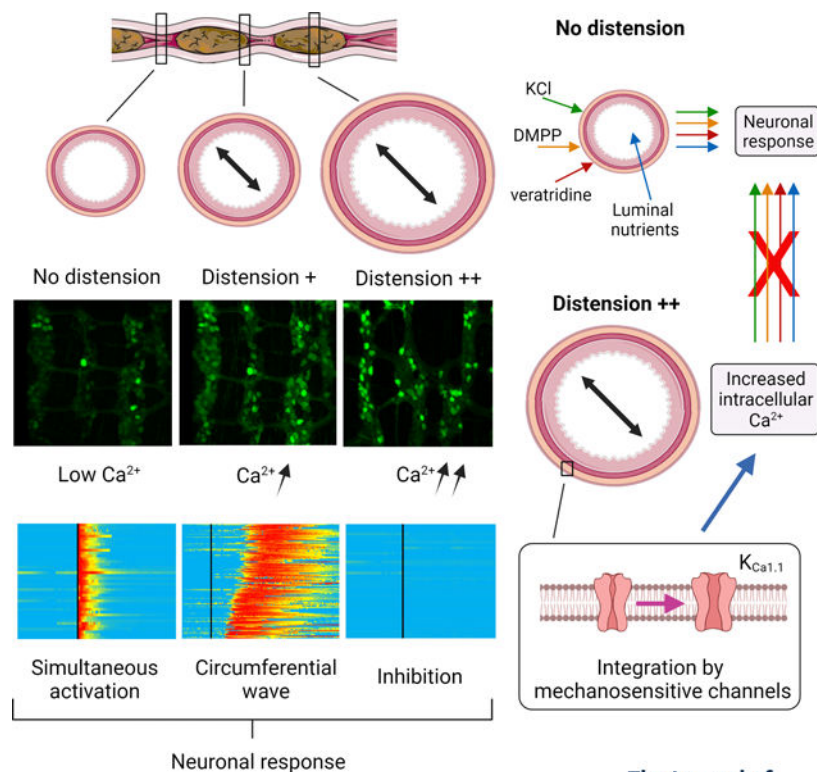 No distension
KCl
DMPP
veratridine
Luminal
nutrients
Neuronal
response
No distension
Distension +
Distension ++
Low Ca²⁺
Ca²⁺
Ca²⁺
Simultaneous
activation
Circumferential
wave
Inhibition
Neuronal response
Distension ++
Increased
intracellular
Ca²⁺
K_Ca1.1
Integration by
mechanosensitive channels